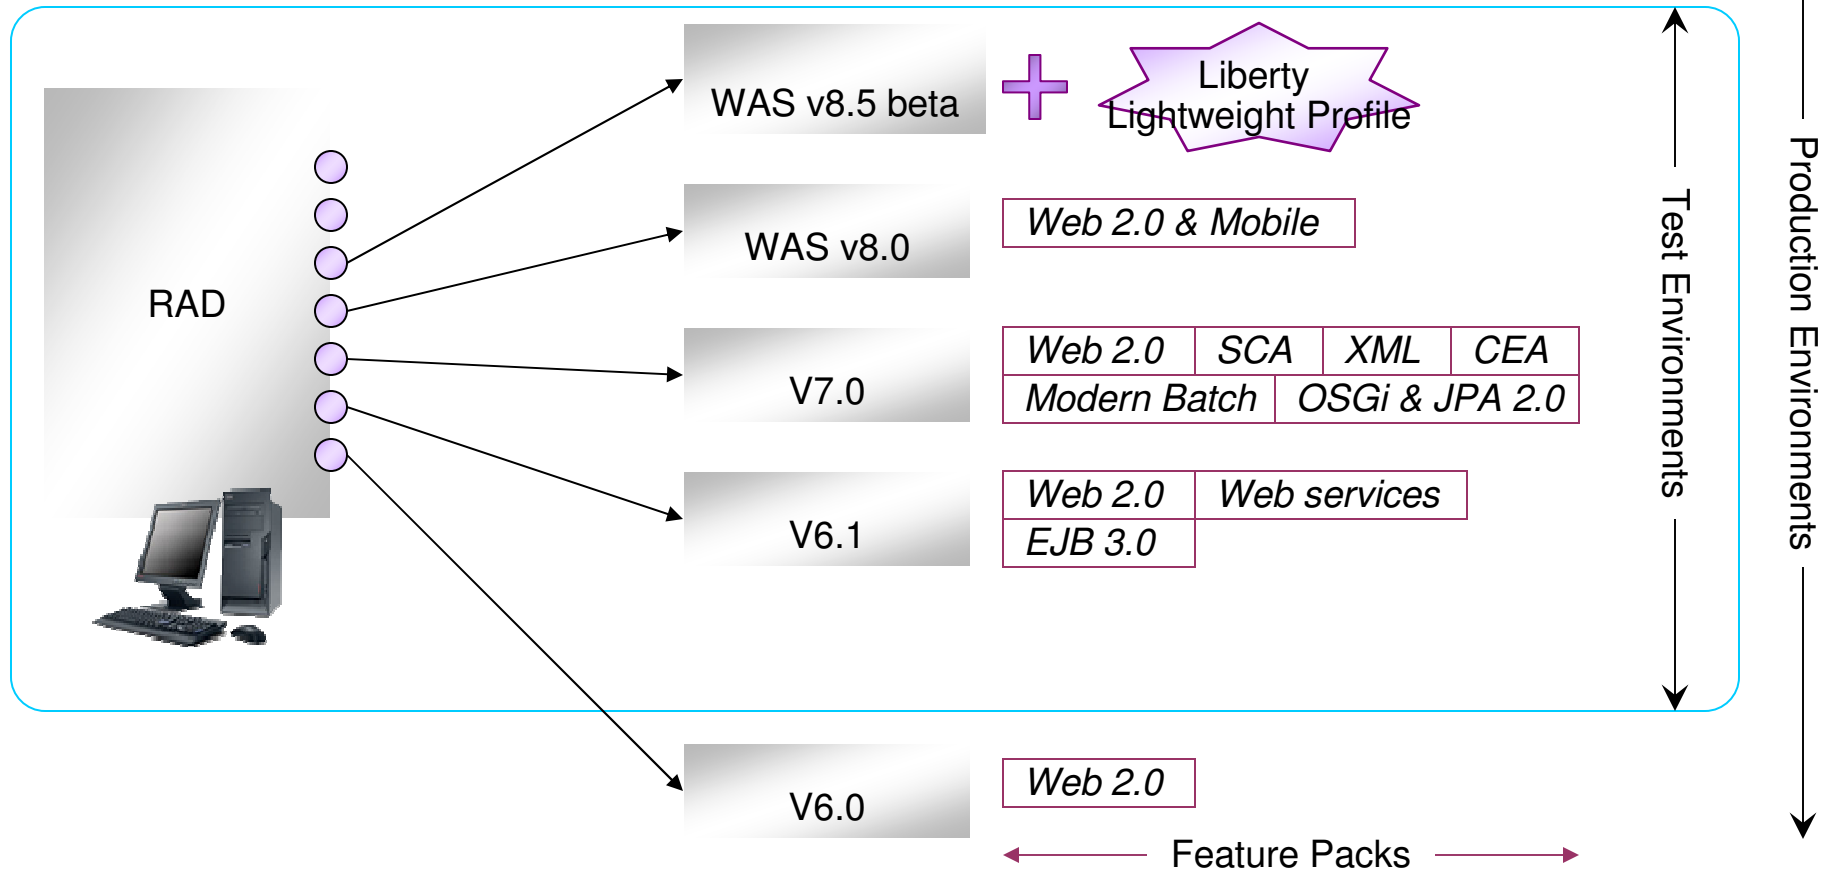 Liberty
WAS v8.5 beta
Lightweight Profile
RAD
WAS v8.0
Web 2.0 & Mobile
V7.0
Web 2.0 SCA XML CEA
Modern Batch OSGi & JPA 2.0
V6.1
Web 2.0 Web services
EJB 3.0
V6.0
Web 2.0
Feature Packs
Test Environments
Production Environments